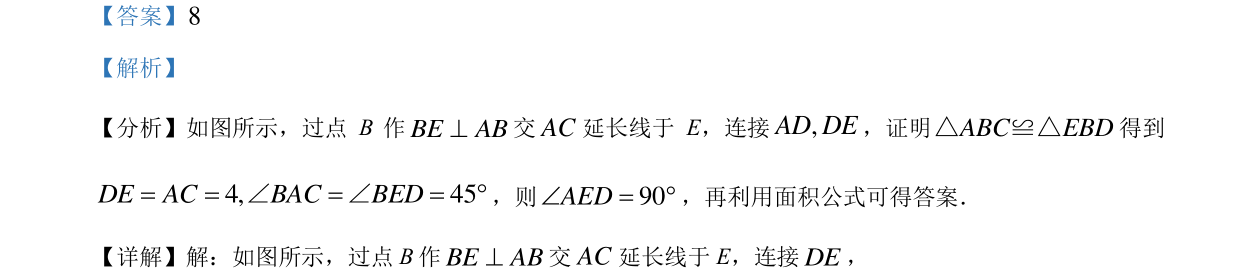 【答案】8
【解析】
【分析】如图所示，过点 B 作 BE ⊥ AB 交 AC 延长线于 E，连接 AD, DE，证明△ABC≌△EBD 得到
DE = AC = 4, ∠BAC = ∠BED = 45°，则∠AED = 90°，再利用面积公式可得答案．
【详解】解：如图所示，过点 B 作 BE ⊥ AB 交 AC 延长线于 E，连接 DE，